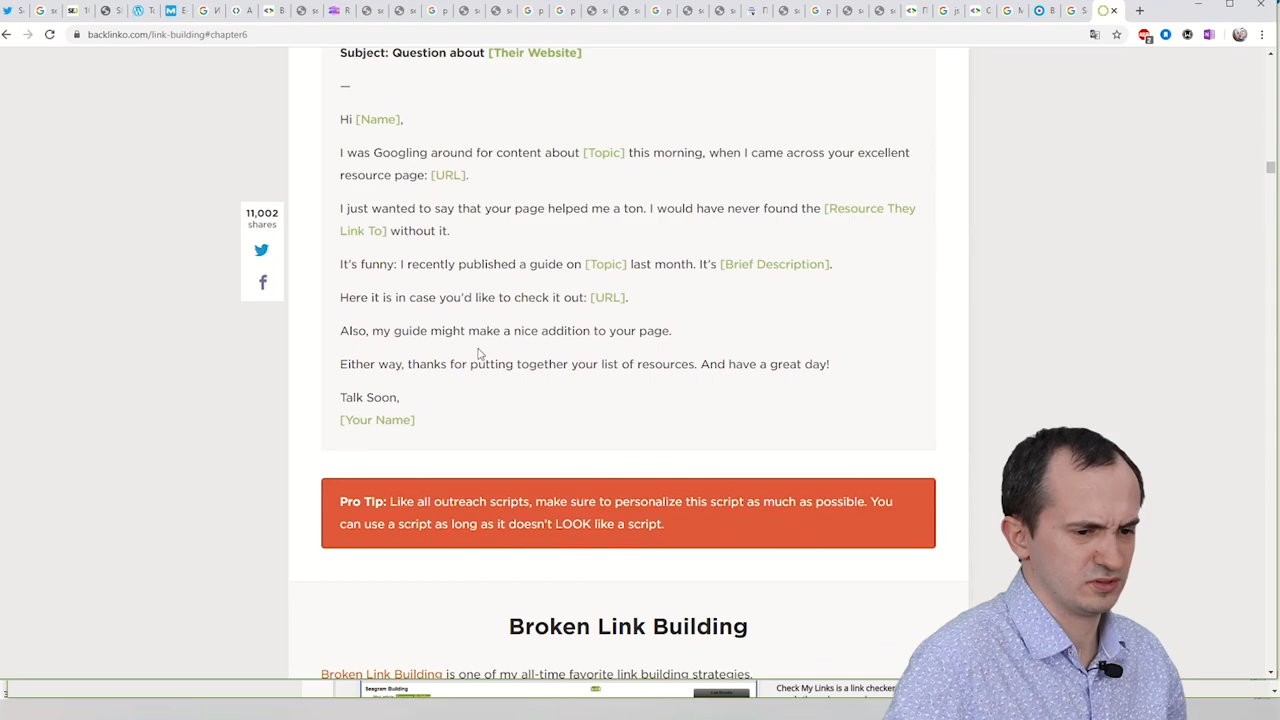 backlinko.com/link-building#chapter6
Subject: Question about [Their Website]
—
Hi [Name],
I was Googling around for content about [Topic] this morning, when I came across your excellent
resource page: [URL].
11,002
shares
I just wanted to say that your page helped me a ton. I would have never found the [Resource They
Link To] without it.
It's funny: I recently published a guide on [Topic] last month. It's [Brief Description].
Here it is in case you'd like to check it out: [URL].
Also, my guide might make a nice addition to your page.
Either way, thanks for putting together your list of resources. And have a great day!
Talk Soon,
[Your Name]
Pro Tip: Like all outreach scripts, make sure to personalize this script as much as possible. You
can use a script as long as it doesn't LOOK like a script.
Broken Link Building
Broken Link Building is one of my all-time favorite link building strategies.
Seagram Building
Check My Links is a link checker